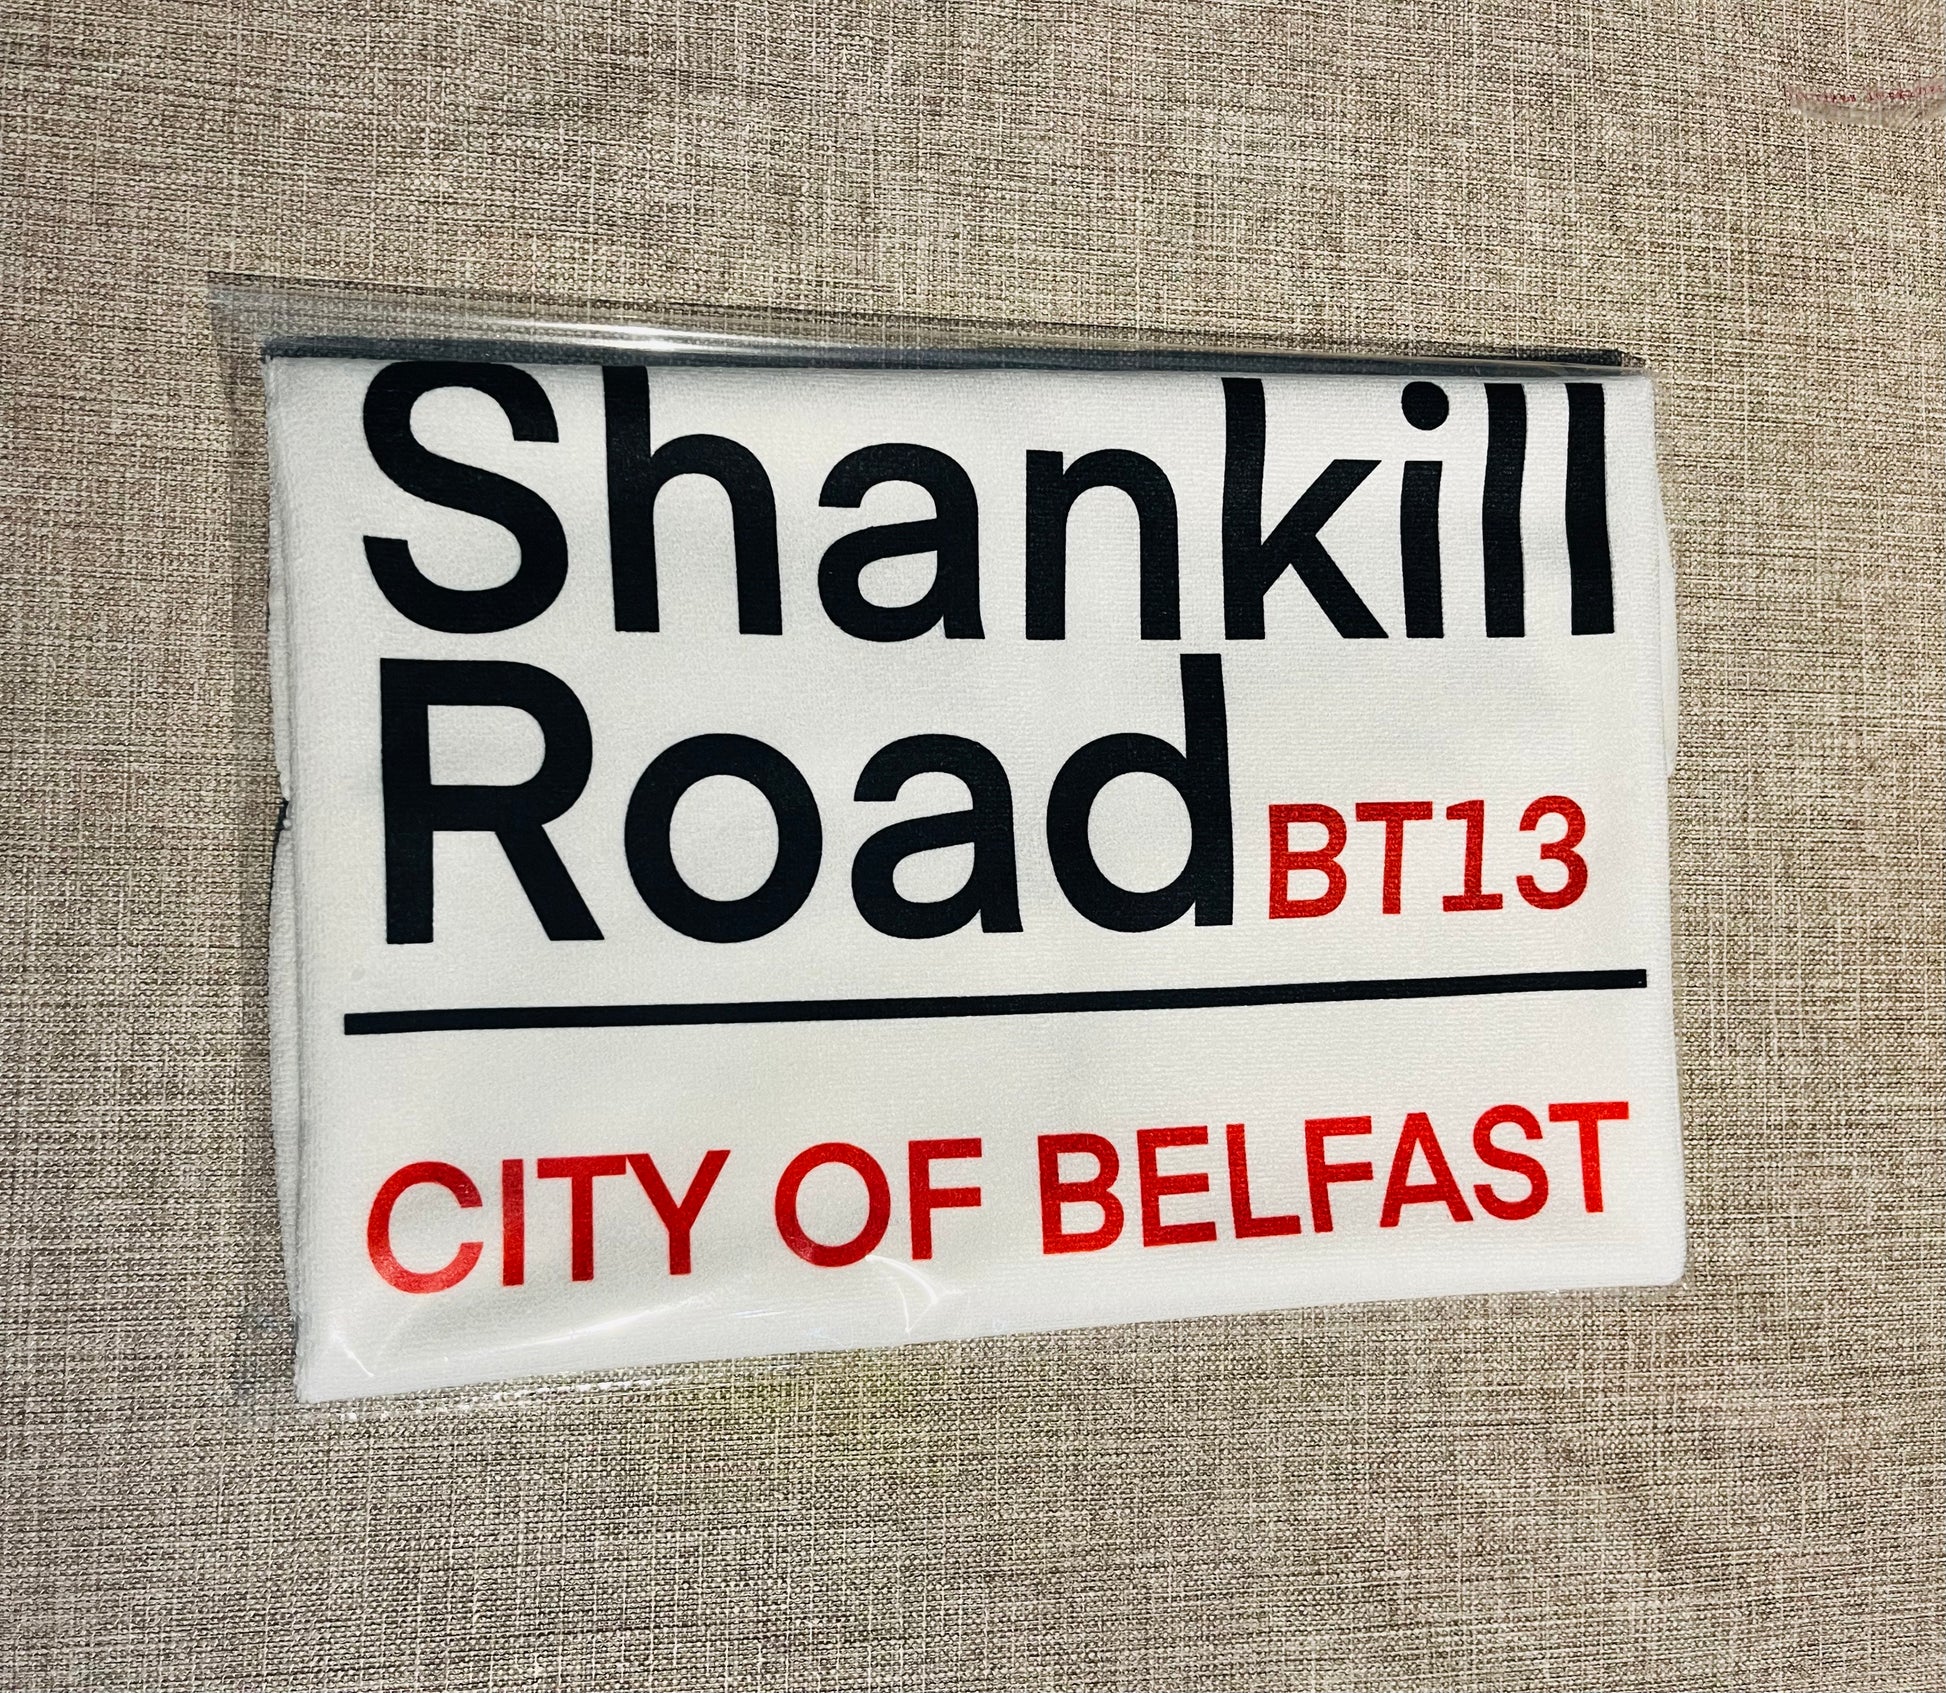 Shankill
Road BT13
CITY OF BELFAST